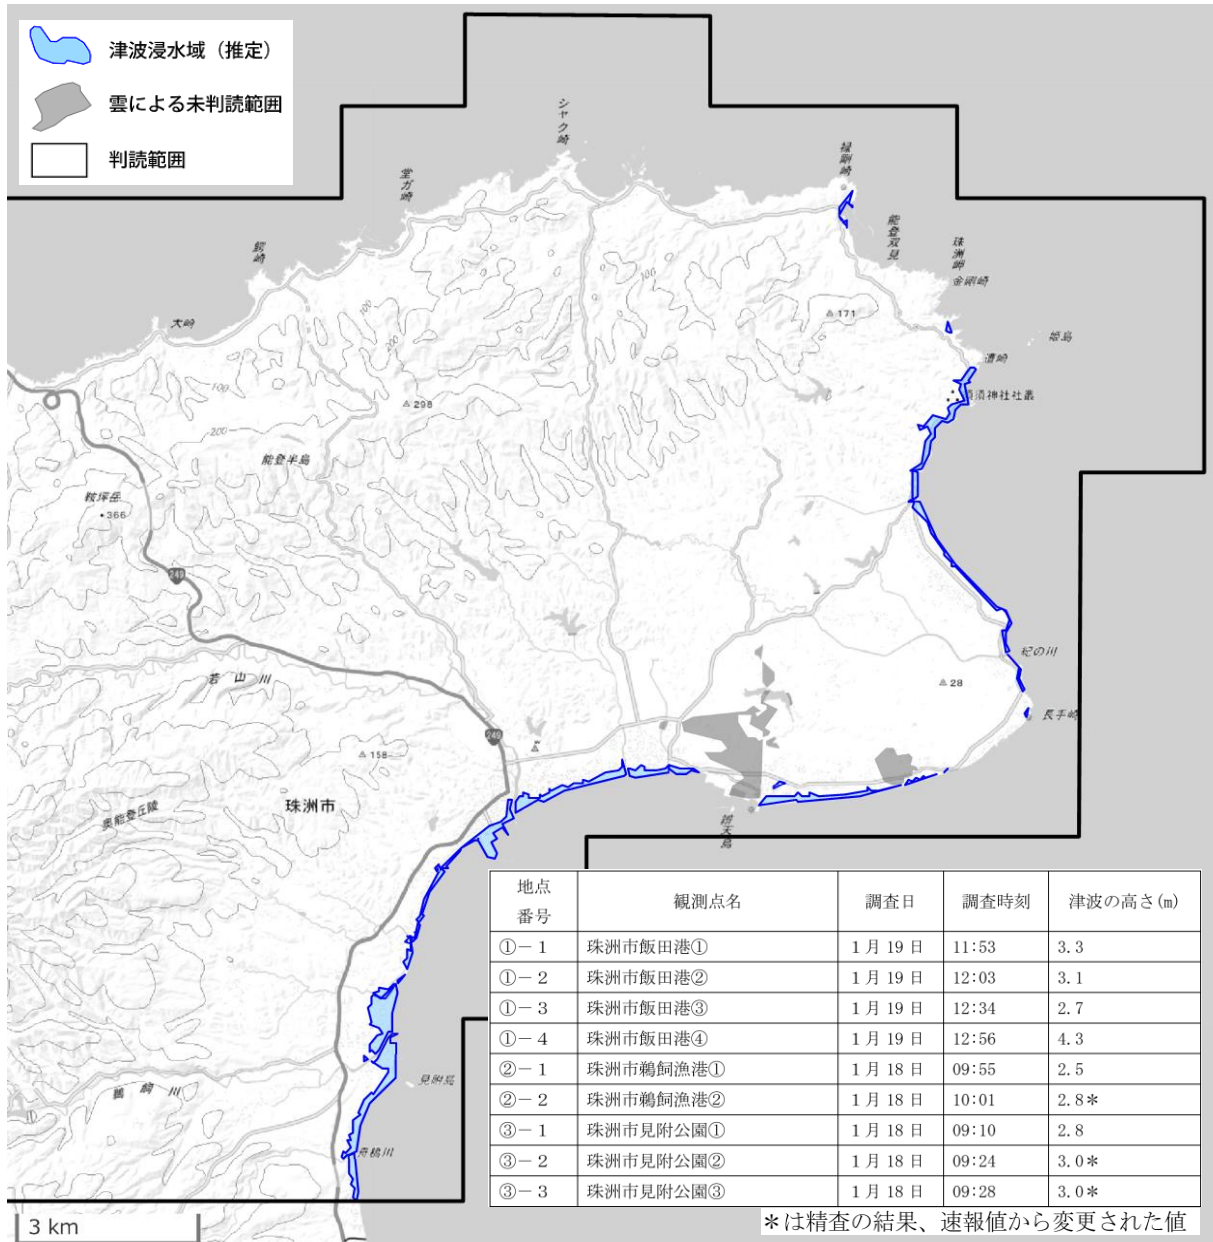 津波浸水域（推定）
雲による未判読範囲
判読範囲
シャク崎
禄剛崎
堂ガ崎
能登双見
珠洲岬
金剛崎
鰐崎
大崎
姫島
遭崎
須須神社社叢
171
100
100
200
100
200
298
能登半島
鞍坪岳
366
249
若山川
28
杞の川
長手崎
249
158
珠洲市
奥能登丘陵
見附島
鵜飼川
舟橋川
3 km
地点番号 観測点名 調査日 調査時刻 津波の高さ(m)
①－1 珠洲市飯田港① 1月19日 11:53 3.3
①－2 珠洲市飯田港② 1月19日 12:03 3.1
①－3 珠洲市飯田港③ 1月19日 12:34 2.7
①－4 珠洲市飯田港④ 1月19日 12:56 4.3
②－1 珠洲市鵜飼漁港① 1月18日 09:55 2.5
②－2 珠洲市鵜飼漁港② 1月18日 10:01 2.8＊
③－1 珠洲市見附公園① 1月18日 09:10 2.8
③－2 珠洲市見附公園② 1月18日 09:24 3.0＊
③－3 珠洲市見附公園③ 1月18日 09:28 3.0＊
＊は精査の結果、速報値から変更された値